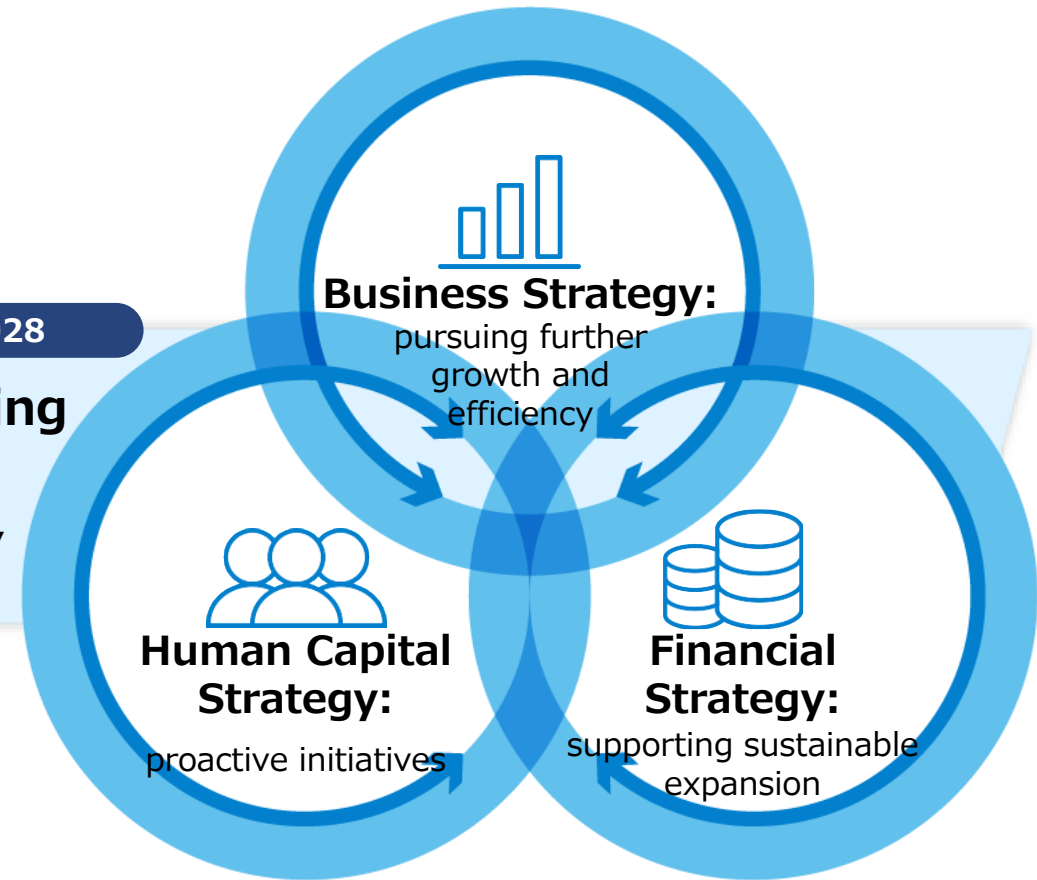 Business Strategy:
pursuing further
growth and
efficiency
28
ing
Human Capital
Strategy:
proactive initiatives
Financial
Strategy:
supporting sustainable
expansion